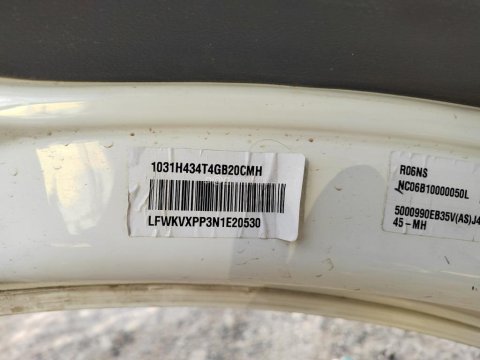 1031H434T4GB20CMH
LFWKVXPP3N1E20530
R06NS
NC06B10000050L
5000990EB35V(AS)J4
45-MH